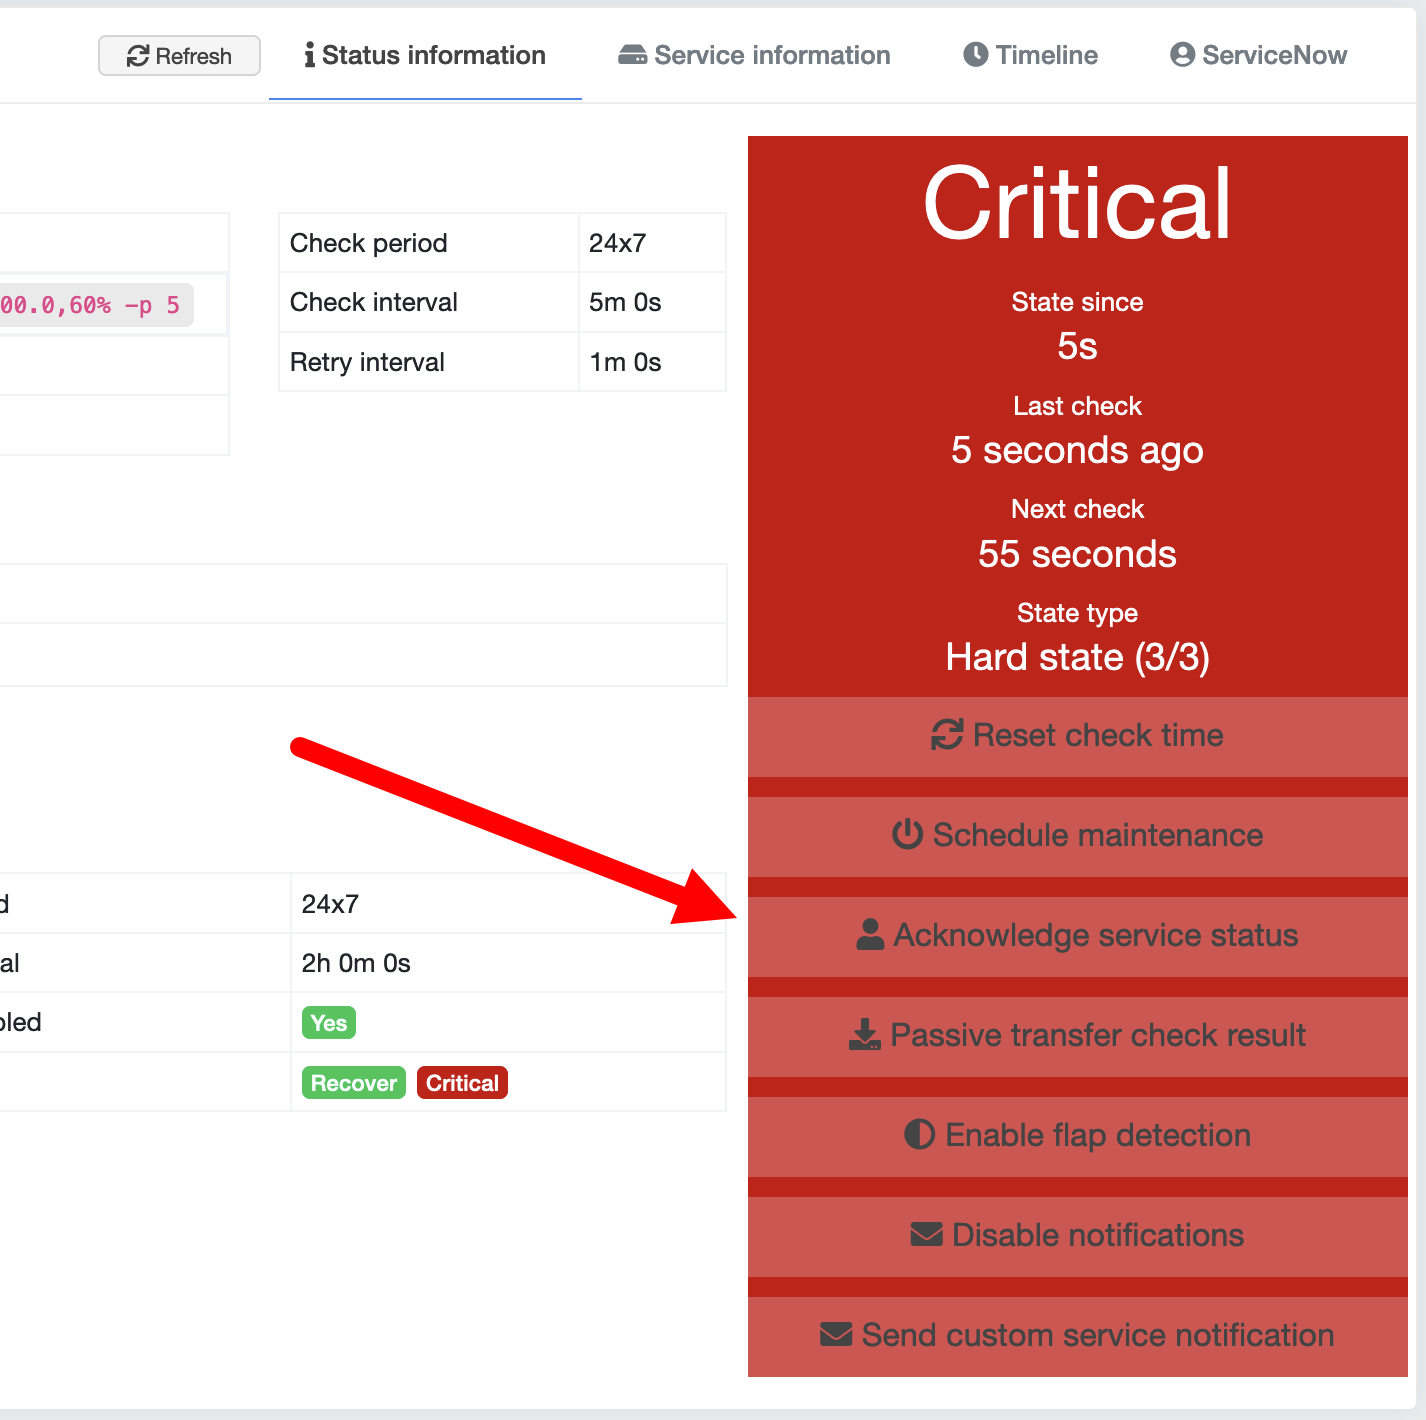 Refresh Status information Service information Timeline ServiceNow
Critical
Check period 24x7
00.0,60% -p 5
Check interval 5m 0s
Retry interval 1m 0s
State since
5s
Last check
5 seconds ago
Next check
55 seconds
State type
Hard state (3/3)
Reset check time
Schedule maintenance
d 24x7
Acknowledge service status
al 2h 0m 0s
bled Yes
Passive transfer check result
Recover Critical
Enable flap detection
Disable notifications
Send custom service notification